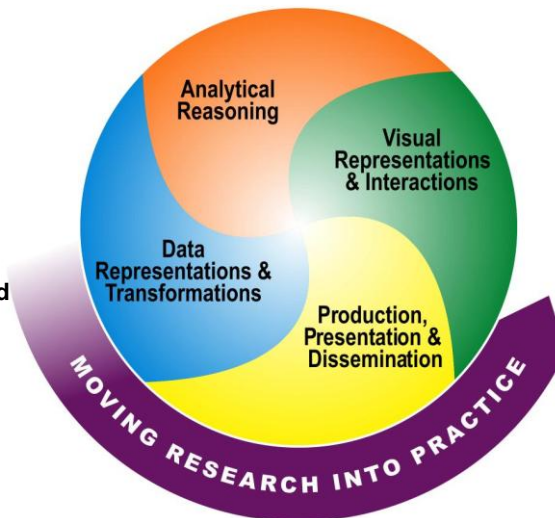 Analytical
Reasoning
Visual
Representations
& Interactions
Data
Representations &
Transformations
d
Production,
Presentation &
Dissemination
MOVING RESEARCH INTO PRACTICE